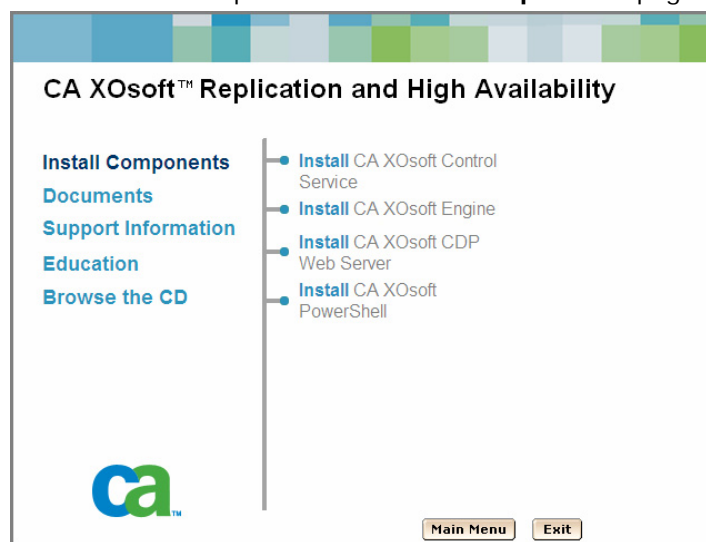 CA XOsoft™ Replication and High Availability
Install Components
Documents
Support Information
Education
Browse the CD
Install CA XOsoft Control
Service
Install CA XOsoft Engine
Install CA XOsoft CDP
Web Server
Install CA XOsoft
PowerShell
ca™
Main Menu
Exit